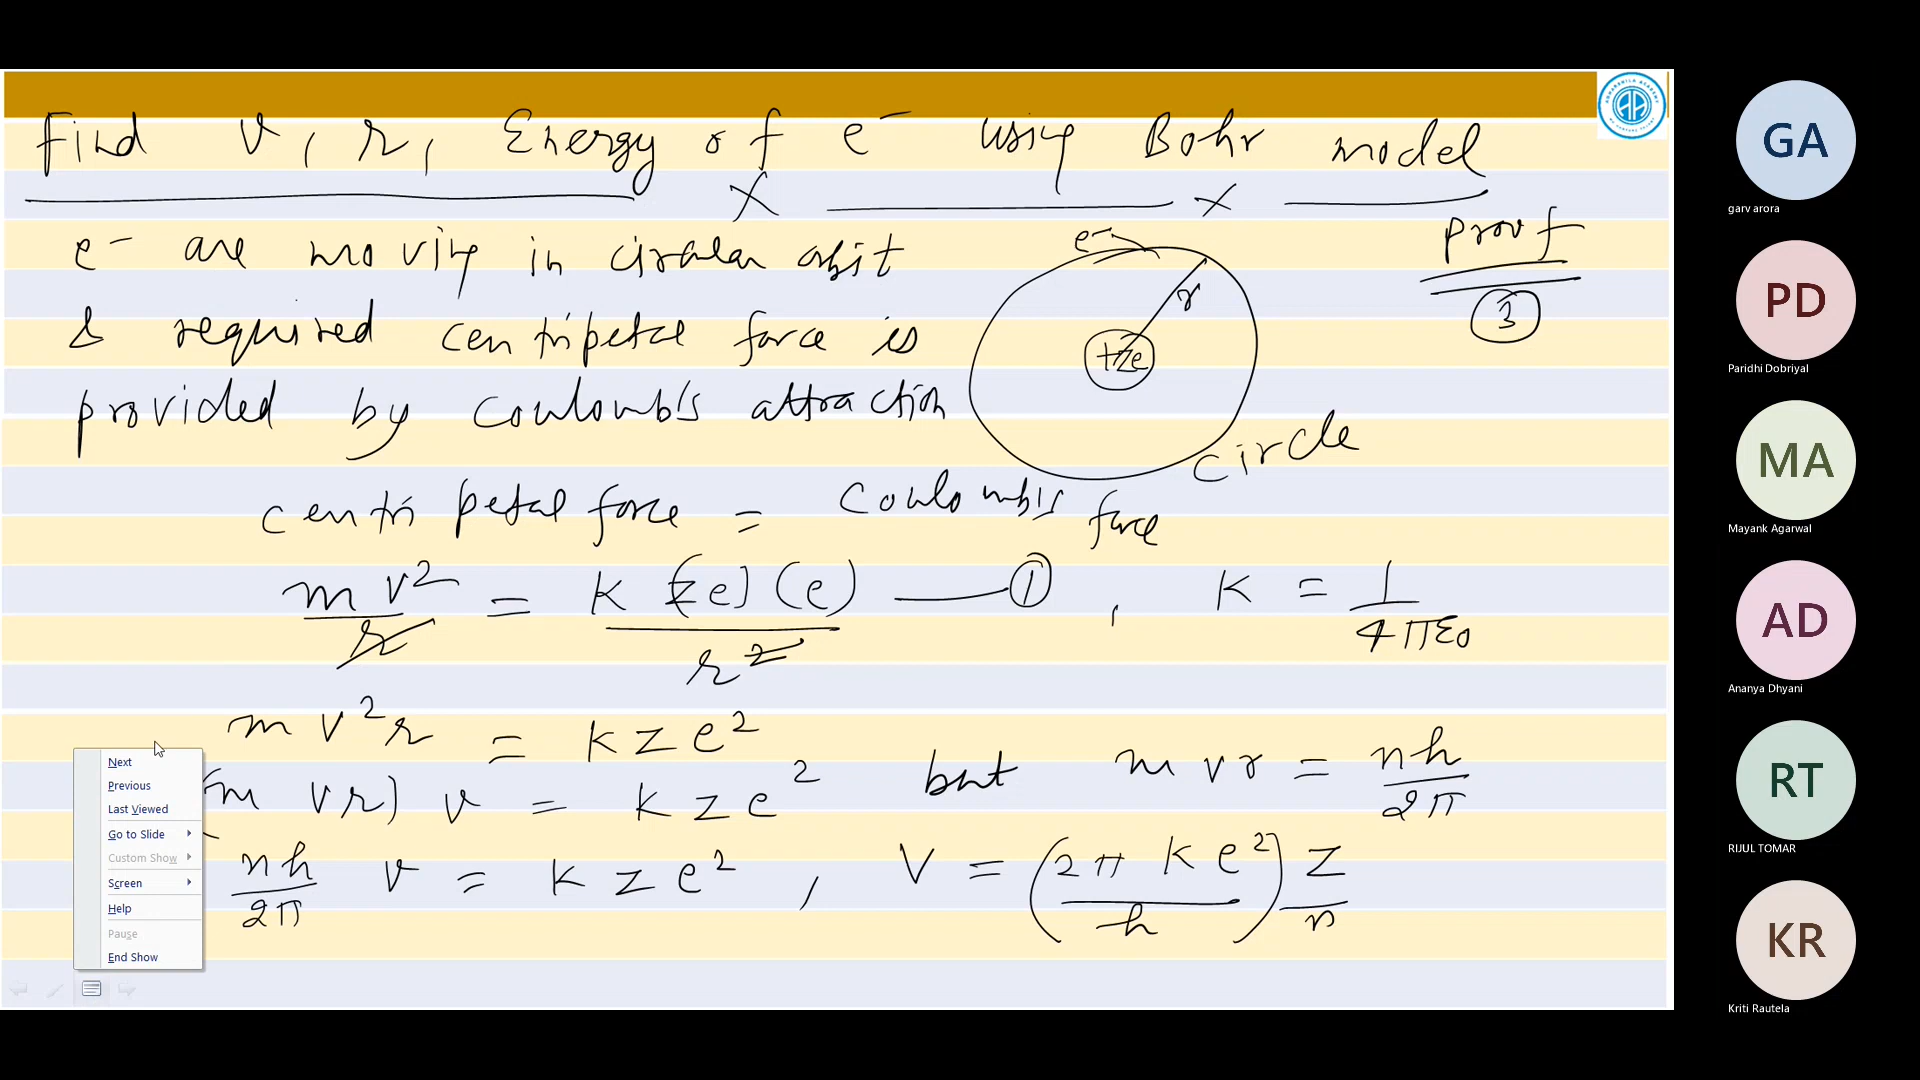 Find v, r, Energy of e⁻ using Bohr model
e⁻ are moving in circular orbit
& required centripetal force is
provided by Coulomb's attraction
e⁻
r
+ze
circle
proof
3
centripetal force = Coulomb's force
mv²/r = k(ze)(e)/r² — ①, k = 1/4πε₀
mv²r = kze²
(mvr) v = kze² but mvr = nh/2π
nh/2π v = kze², V = (2πke²/h) z/n
Next
Previous
Last Viewed
Go to Slide
Custom Show
Screen
Help
Pause
End Show
GA
garv arora
PD
Paridhi Dobriyal
MA
Mayank Agarwal
AD
Ananya Dhyani
RT
RIJUL TOMAR
KR
Kriti Rautela